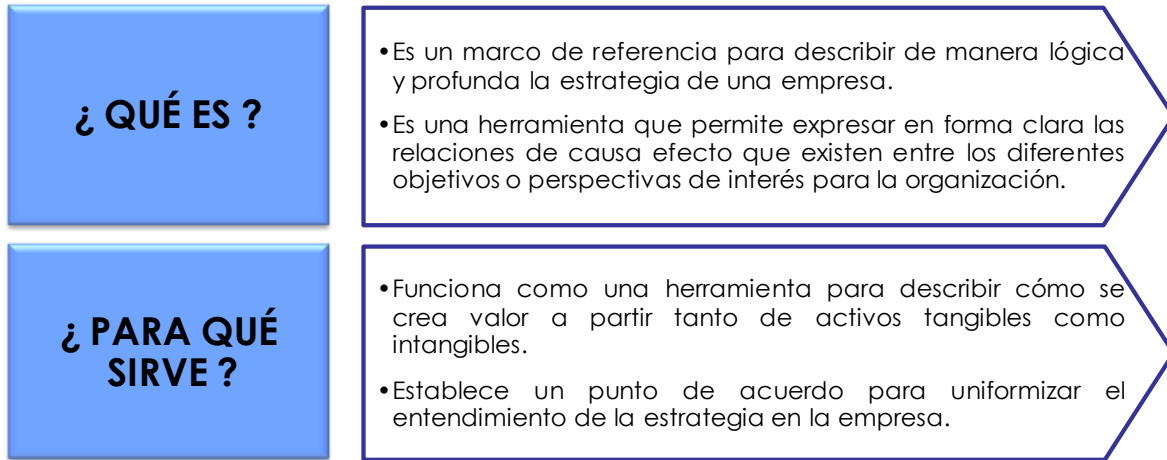 ¿ QUÉ ES ?
•Es un marco de referencia para describir de manera lógica
y profunda la estrategia de una empresa.
•Es una herramienta que permite expresar en forma clara las
relaciones de causa efecto que existen entre los diferentes
objetivos o perspectivas de interés para la organización.
¿ PARA QUÉ
SIRVE ?
•Funciona como una herramienta para describir cómo se
crea valor a partir tanto de activos tangibles como
intangibles.
•Establece un punto de acuerdo para uniformizar el
entendimiento de la estrategia en la empresa.